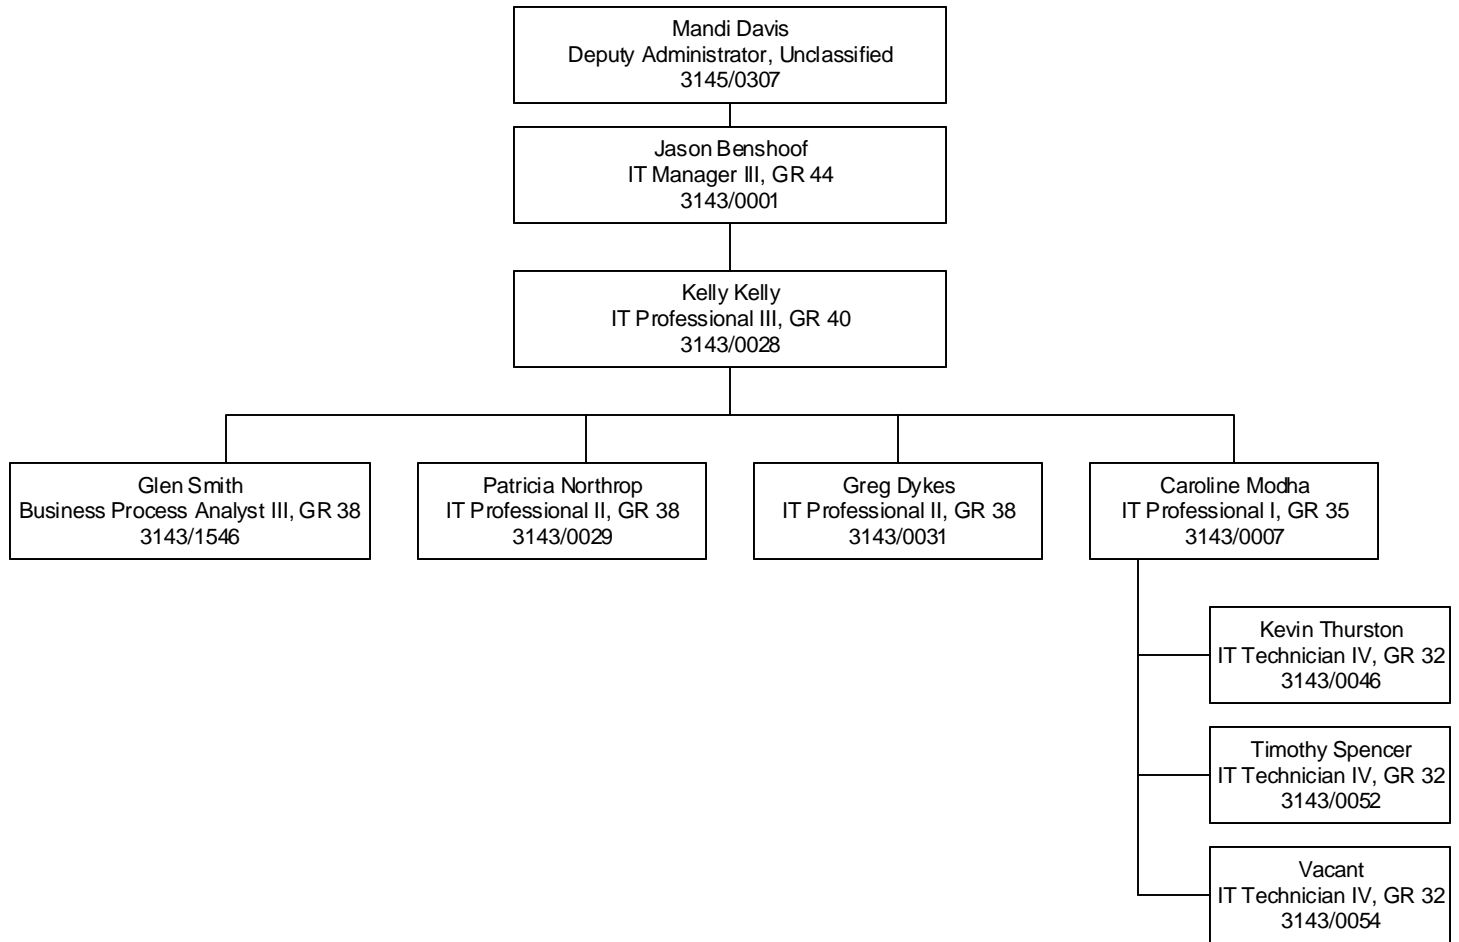 Mandi Davis
Deputy Administrator, Unclassified
3145/0307
Jason Benshoof
IT Manager III, GR 44
3143/0001
Kelly Kelly
IT Professional III, GR 40
3143/0028
Glen Smith
Business Process Analyst III, GR 38
3143/1546
Patricia Northrop
IT Professional II, GR 38
3143/0029
Greg Dykes
IT Professional II, GR 38
3143/0031
Caroline Modha
IT Professional I, GR 35
3143/0007
Kevin Thurston
IT Technician IV, GR 32
3143/0046
Timothy Spencer
IT Technician IV, GR 32
3143/0052
Vacant
IT Technician IV, GR 32
3143/0054